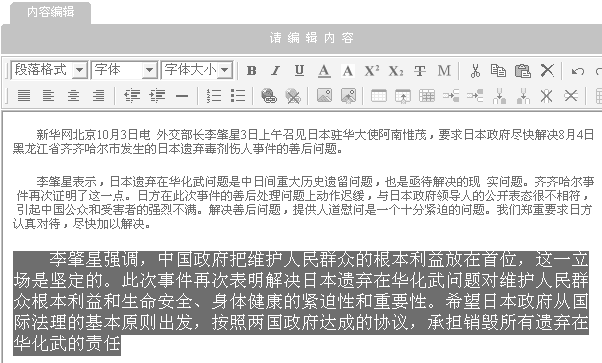 内容编辑
请 编 辑 内 容
段落格式 字体 字体大小 B I U A A X² X₂ T M
新华网北京10月3日电 外交部长李肇星3日上午召见日本驻华大使阿南惟茂，要求日本政府尽快解决8月4日
黑龙江省齐齐哈尔市发生的日本遗弃毒剂伤人事件的善后问题。
李肇星表示，日本遗弃在华化武问题是中日间重大历史遗留问题，也是亟待解决的现 实问题。齐齐哈尔事
件再次证明了这一点。日方在此次事件的善后处理问题上动作迟缓，与日本政府领导人的公开表态很不相符，
引起中国公众和受害者的强烈不满。解决善后问题，提供人道慰问是一个十分紧迫的问题。我们郑重要求日方
认真对待，尽快加以解决。
李肇星强调，中国政府把维护人民群众的根本利益放在首位，这一立
场是坚定的。此次事件再次表明解决日本遗弃在华化武问题对维护人民群
众根本利益和生命安全、身体健康的紧迫性和重要性。希望日本政府从国
际法理的基本原则出发，按照两国政府达成的协议，承担销毁所有遗弃在
华化武的责任